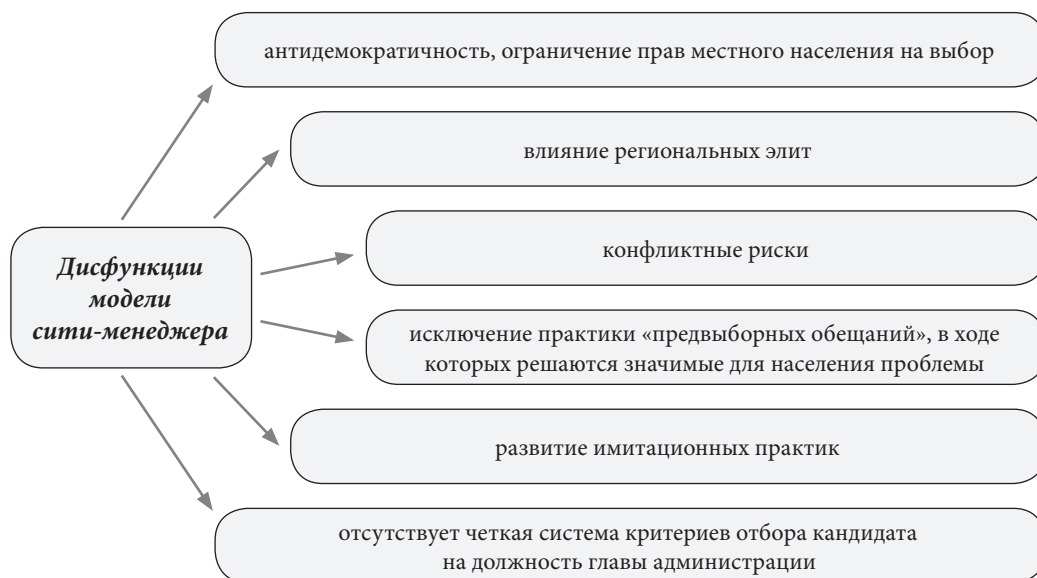 антидемократичность, ограничение прав местного населения на выбор
влияние региональных элит
конфликтные риски
Дисфункции
модели
сити-менеджера
исключение практики «предвыборных обещаний», в ходе
которых решаются значимые для населения проблемы
развитие имитационных практик
отсутствует четкая система критериев отбора кандидата
на должность главы администрации